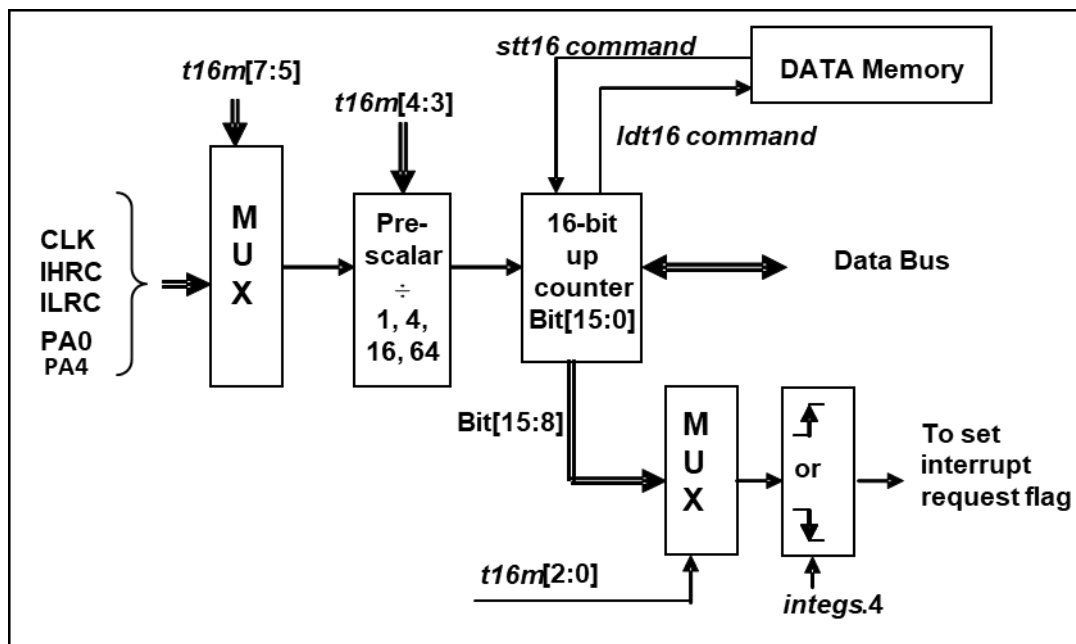 stt16 command
DATA Memory
t16m[7:5]
t16m[4:3]
ldt16 command
CLK
IHRC
ILRC
PA0
PA4
M
U
X
Pre-
scalar
÷
1, 4,
16, 64
16-bit
up
counter
Bit[15:0]
Data Bus
Bit[15:8]
M
U
X
or
To set
interrupt
request flag
t16m[2:0]
integs.4